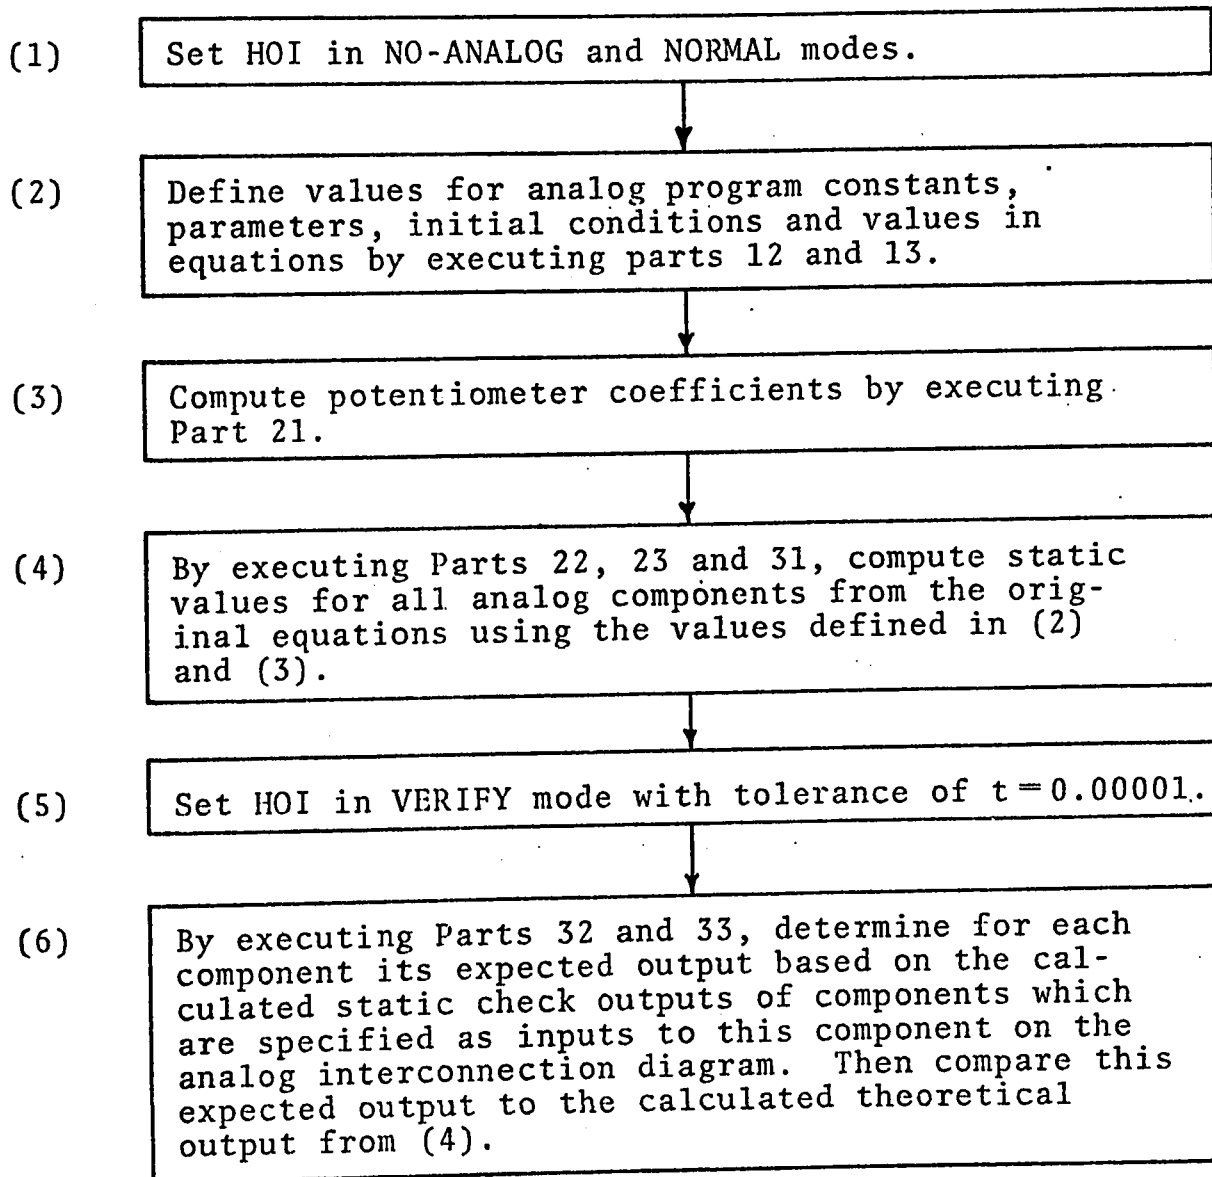 (1) Set HOI in NO-ANALOG and NORMAL modes.
(2) Define values for analog program constants,
parameters, initial conditions and values in
equations by executing parts 12 and 13.
(3) Compute potentiometer coefficients by executing
Part 21.
(4) By executing Parts 22, 23 and 31, compute static
values for all analog components from the orig-
inal equations using the values defined in (2)
and (3).
(5) Set HOI in VERIFY mode with tolerance of t=0.00001.
(6) By executing Parts 32 and 33, determine for each
component its expected output based on the cal-
culated static check outputs of components which
are specified as inputs to this component on the
analog interconnection diagram. Then compare this
expected output to the calculated theoretical
output from (4).